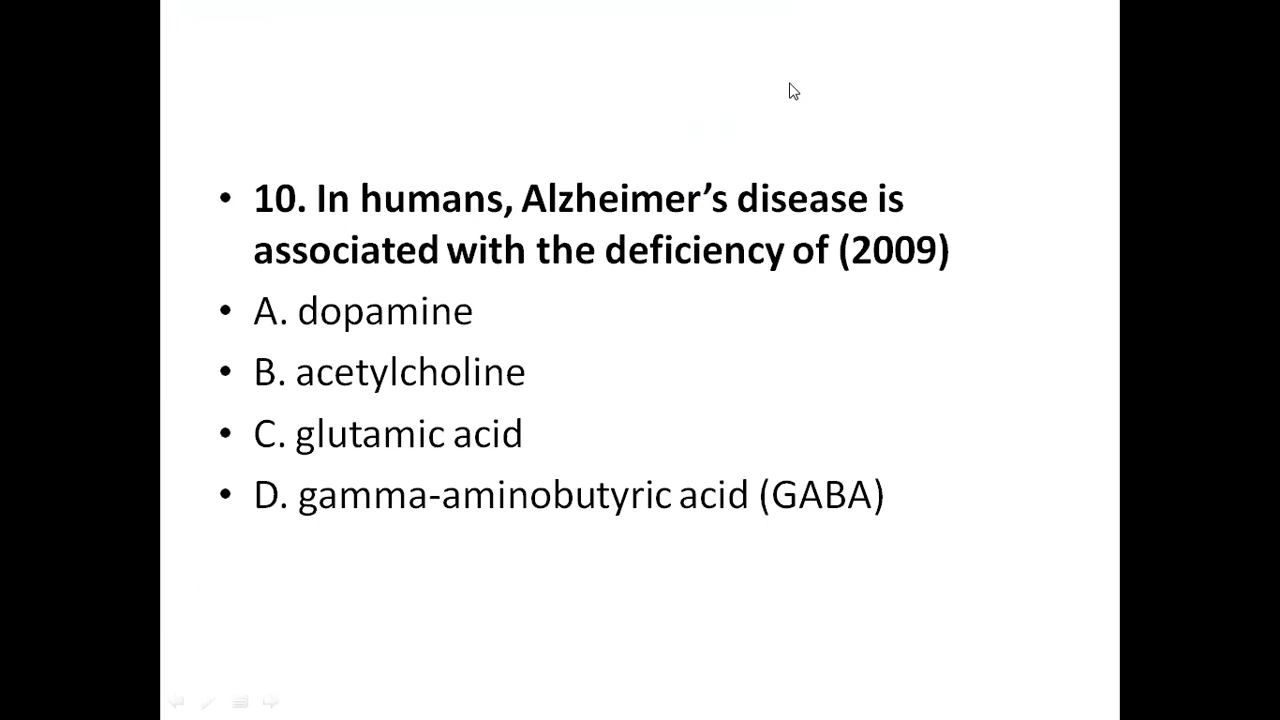 • 10. In humans, Alzheimer’s disease is
associated with the deficiency of (2009)
• A. dopamine
• B. acetylcholine
• C. glutamic acid
• D. gamma-aminobutyric acid (GABA)